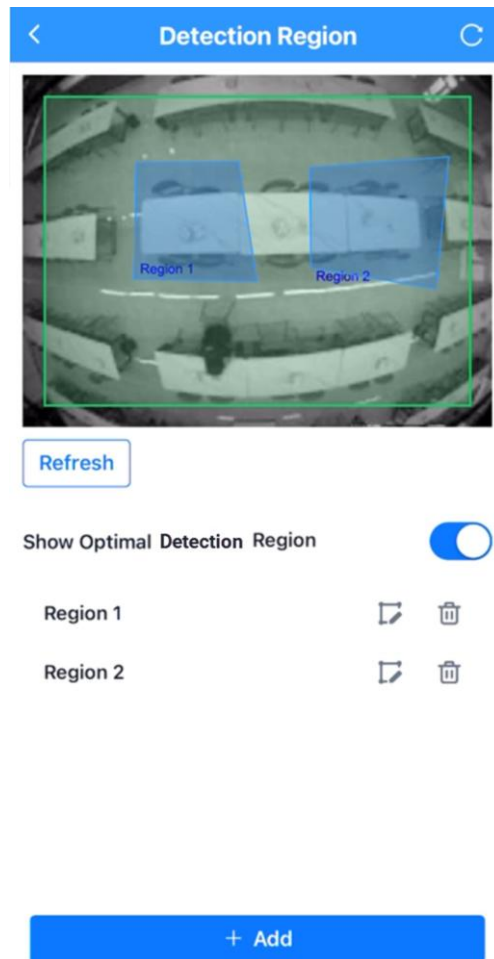 Detection Region
Region 1
Region 2
Refresh
Show Optimal Detection Region
Region 1
Region 2
+ Add